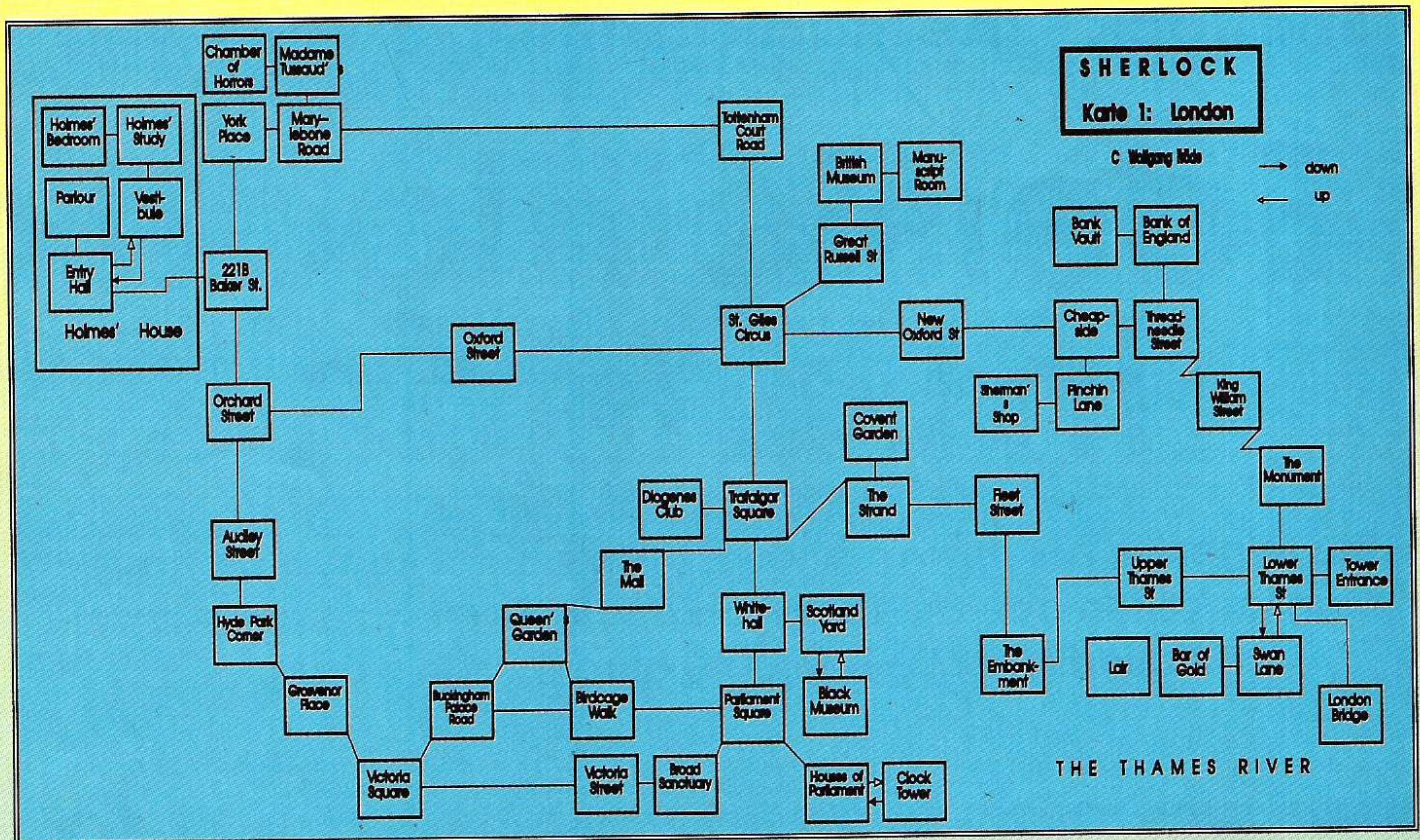 SHERLOCK
Karte 1: London
C Wolfgang
down
up
Chamber
of
Horrors
Madame
Tussaud's
Holmes'
Bedroom
Holmes'
Study
York
Place
Mary-
lebone
Road
Tottenham
Court
Road
British
Museum
Manu-
script
Room
Parlour
Vesti-
bule
Great
Russell St
Bank
Vault
Bank of
England
Entry
Hall
221B
Baker St.
Holmes' House
Oxford
Street
St. Giles
Circus
New
Oxford St
Cheap-
side
Thread-
needle
Street
Orchard
Street
Sherman's
Shop
Pinchin
Lane
King
William
Street
Covent
Garden
The
Monument
Diogenes
Club
Trafalgar
Square
The
Strand
Fleet
Street
Audley
Street
The
Mall
Upper
Thames
St
Lower
Thames
St
Tower
Entrance
Hyde Park
Corner
Queen's
Garden
White-
hall
Scotland
Yard
The
Embank-
ment
Lair
Bar of
Gold
Swan
Lane
Grosvenor
Place
Buckingham
Palace
Road
Birdcage
Walk
Parliament
Square
Black
Museum
London
Bridge
Victoria
Square
Victoria
Street
Broad
Sanctuary
Houses of
Parliament
Clock
Tower
THE THAMES RIVER